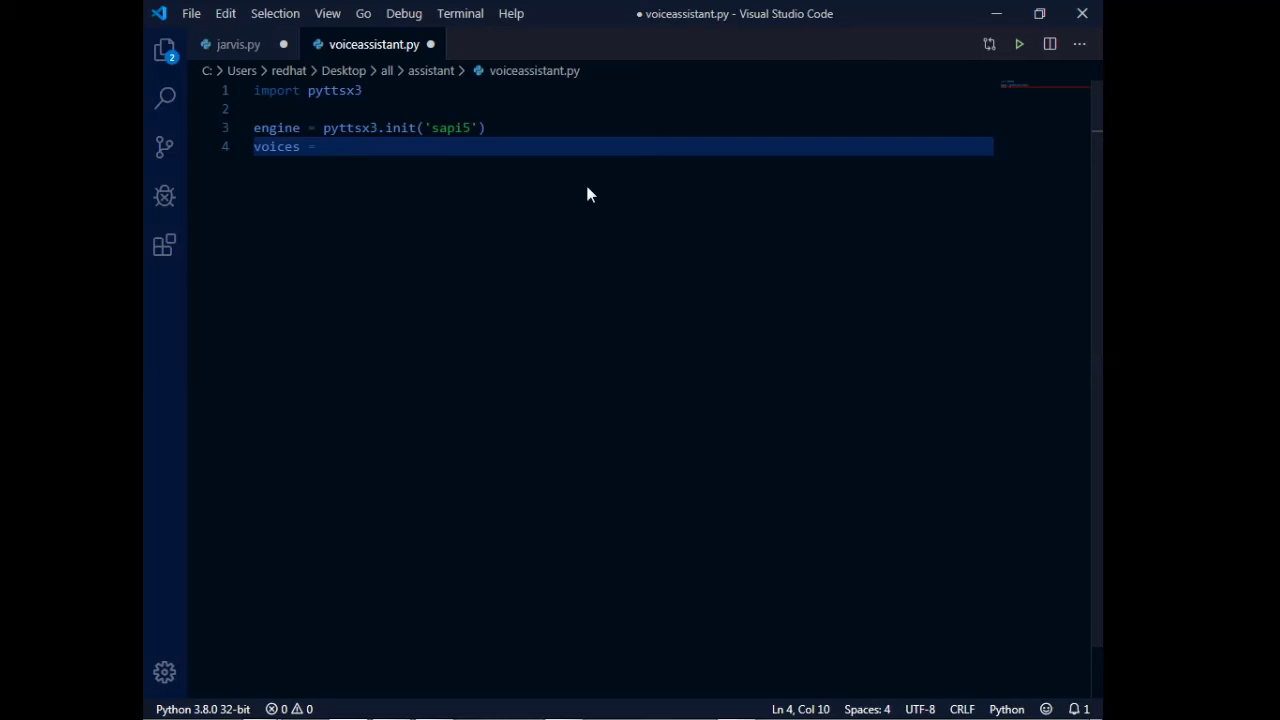 File Edit Selection View Go Debug Terminal Help ● voiceassistant.py - Visual Studio Code
jarvis.py ● voiceassistant.py ●
C: > Users > redhat > Desktop > all > assistant > voiceassistant.py
1 import pyttsx3
2
3 engine = pyttsx3.init('sapi5')
4 voices =
2
Python 3.8.0 32-bit 0 0 Ln 4, Col 10 Spaces: 4 UTF-8 CRLF Python 1